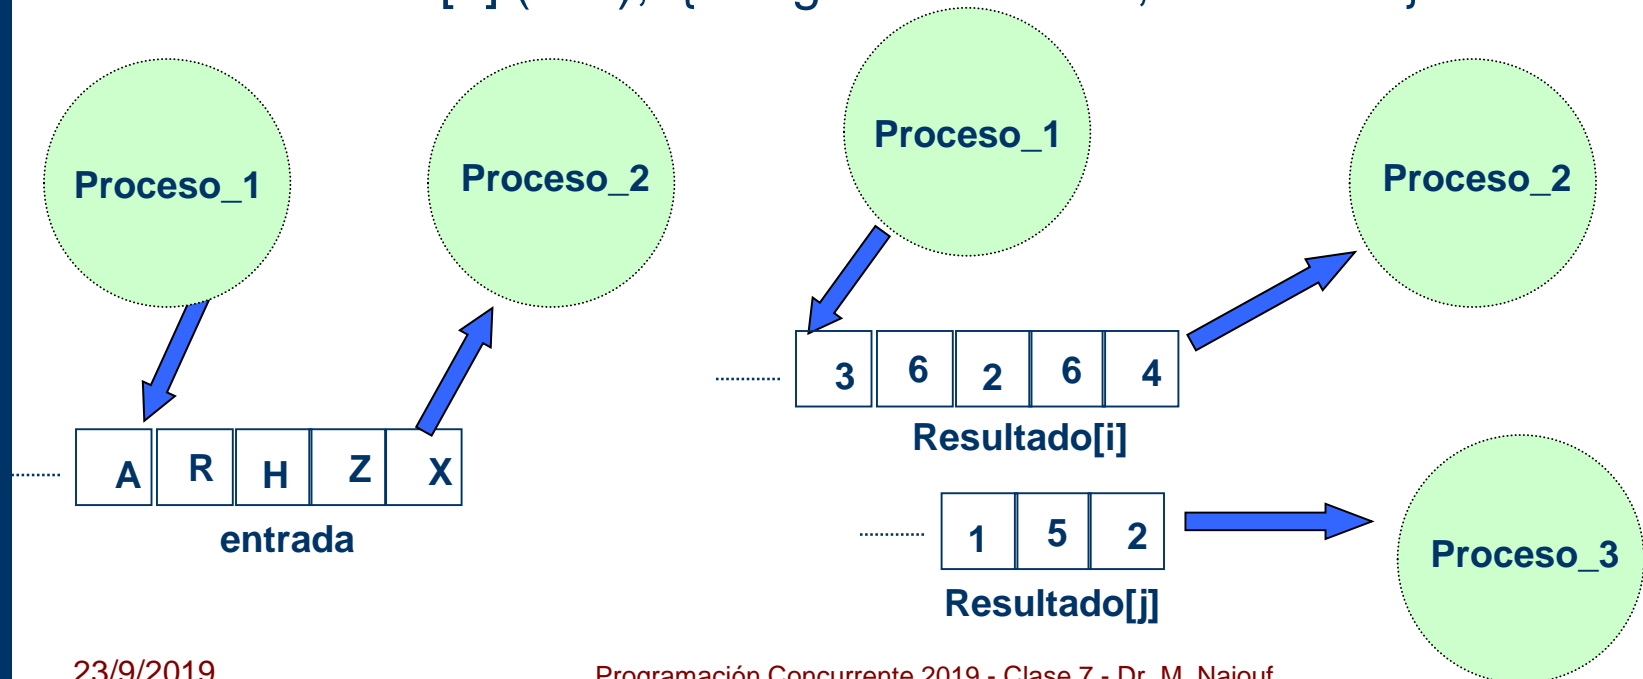 Proceso_1
Proceso_2
A R H Z X
entrada
Proceso_1
Proceso_2
3 6 2 6 4
Resultado[i]
1 5 2
Resultado[j]
Proceso_3
23/9/2019
Programación Concurrente 2019 - Clase 7 - Dr. M. Naiouf